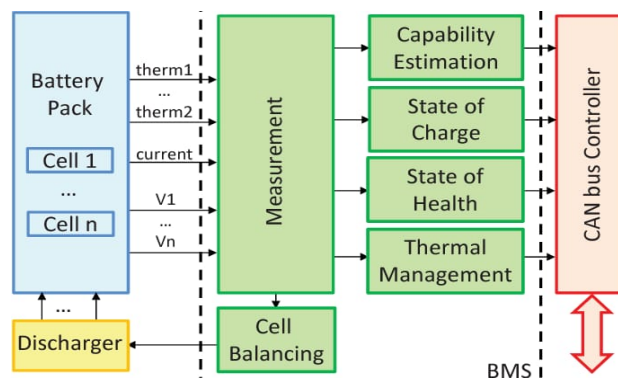 Battery
Pack
Cell 1
...
Cell n
therm1
...
therm2
current
V1
...
Vn
Measurement
Capability
Estimation
State of
Charge
State of
Health
Thermal
Management
CAN bus Controller
...
Discharger
Cell
Balancing
BMS